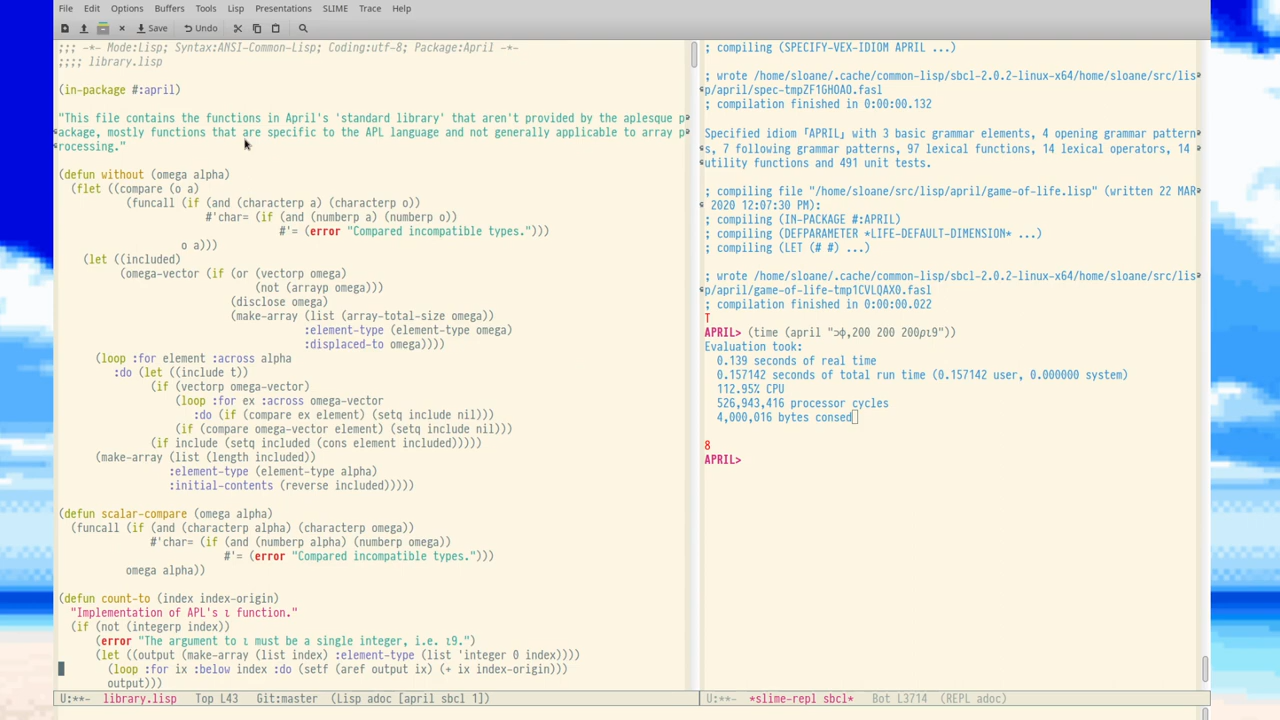 File Edit Options Buffers Tools Lisp Presentations SLIME Trace Help
Save Undo
;;; -*- Mode:Lisp; Syntax:ANSI-Common-Lisp; Coding:utf-8; Package:April -*-
;;;; library.lisp
(in-package #:april)
"This file contains the functions in April's 'standard library' that aren't provided by the aplesque p
ackage, mostly functions that are specific to the APL language and not generally applicable to array p
rocessing."
(defun without (omega alpha)
(flet ((compare (o a)
(funcall (if (and (characterp a) (characterp o))
#'char= (if (and (numberp a) (numberp o))
#'= (error "Compared incompatible types.")))
o a)))
(let ((included)
(omega-vector (if (or (vectorp omega)
(not (arrayp omega)))
(disclose omega)
(make-array (list (array-total-size omega))
:element-type (element-type omega)
:displaced-to omega))))
(loop :for element :across alpha
:do (let ((include t))
(if (vectorp omega-vector)
(loop :for ex :across omega-vector
:do (if (compare ex element) (setq include nil)))
(if (compare omega-vector element) (setq include nil)))
(if include (setq included (cons element included)))))
(make-array (list (length included))
:element-type (element-type alpha)
:initial-contents (reverse included)))))
(defun scalar-compare (omega alpha)
(funcall (if (and (characterp alpha) (characterp omega))
#'char= (if (and (numberp alpha) (numberp omega))
#'= (error "Compared incompatible types.")))
omega alpha))
(defun count-to (index index-origin)
"Implementation of APL's ⍳ function."
(if (not (integerp index))
(error "The argument to ⍳ must be a single integer, i.e. ⍳9.")
(let ((output (make-array (list index) :element-type (list 'integer 0 index))))
(loop :for ix :below index :do (setf (aref output ix) (+ ix index-origin)))
output)))
U:**- library.lisp Top L43 Git:master (Lisp adoc [april sbcl 1])
; compiling (SPECIFY-VEX-IDIOM APRIL ...)
; wrote /home/sloane/.cache/common-lisp/sbcl-2.0.2-linux-x64/home/sloane/src/lis
p/april/spec-tmpZF1GHOAO.fasl
; compilation finished in 0:00:00.132
Specified idiom ｢APRIL｣ with 3 basic grammar elements, 4 opening grammar pattern
s, 7 following grammar patterns, 97 lexical functions, 14 lexical operators, 14
utility functions and 491 unit tests.
; compiling file "/home/sloane/src/lisp/april/game-of-life.lisp" (written 22 MAR
2020 12:07:30 PM):
; compiling (IN-PACKAGE #:APRIL)
; compiling (DEFPARAMETER *LIFE-DEFAULT-DIMENSION* ...)
; compiling (LET (# #) ...)
; wrote /home/sloane/.cache/common-lisp/sbcl-2.0.2-linux-x64/home/sloane/src/lis
p/april/game-of-life-tmp1CVLQAX0.fasl
; compilation finished in 0:00:00.022
T
APRIL> (time (april "⊃⌽,200 200 200⍴⍳9"))
Evaluation took:
0.139 seconds of real time
0.157142 seconds of total run time (0.157142 user, 0.000000 system)
112.95% CPU
526,943,416 processor cycles
4,000,016 bytes consed
8
APRIL>
U:**- *slime-repl sbcl* Bot L3714 (REPL adoc)